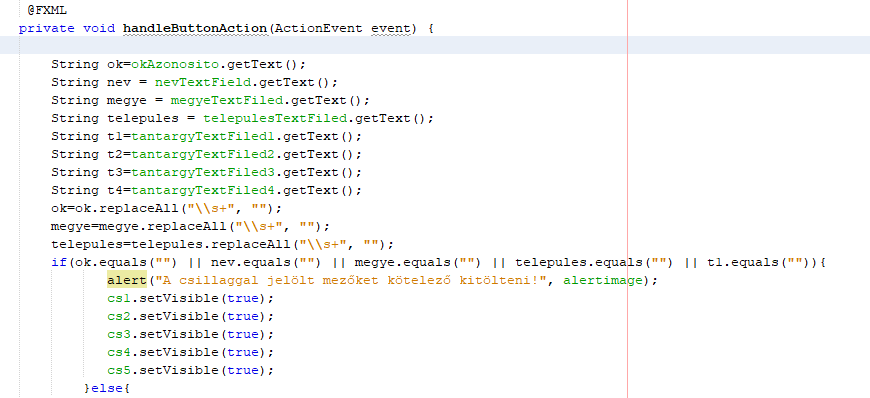 @FXML
private void handleButtonAction(ActionEvent event) {
String ok=okAzonosito.getText();
String nev = nevTextField.getText();
String megye = megyeTextFiled.getText();
String telepules = telepulesTextFiled.getText();
String t1=tantargyTextFiled1.getText();
String t2=tantargyTextFiled2.getText();
String t3=tantargyTextFiled3.getText();
String t4=tantargyTextFiled4.getText();
ok=ok.replaceAll("\\s+", "");
megye=megye.replaceAll("\\s+", "");
telepules=telepules.replaceAll("\\s+", "");
if(ok.equals("") || nev.equals("") || megye.equals("") || telepules.equals("") || t1.equals("")){
alert("A csillaggal jelölt mezőket kötelező kitölteni!", alertimage);
cs1.setVisible(true);
cs2.setVisible(true);
cs3.setVisible(true);
cs4.setVisible(true);
cs5.setVisible(true);
}else{